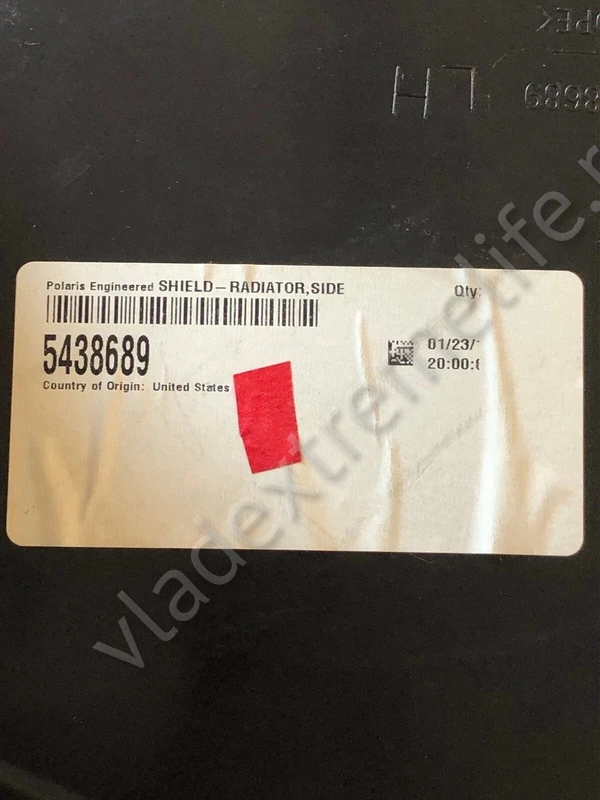 LH
Polaris Engineered SHIELD-RADIATOR,SIDE
Qty:
5438689
01/23/
20:00:
Country of Origin: United States
vladextremelife.r